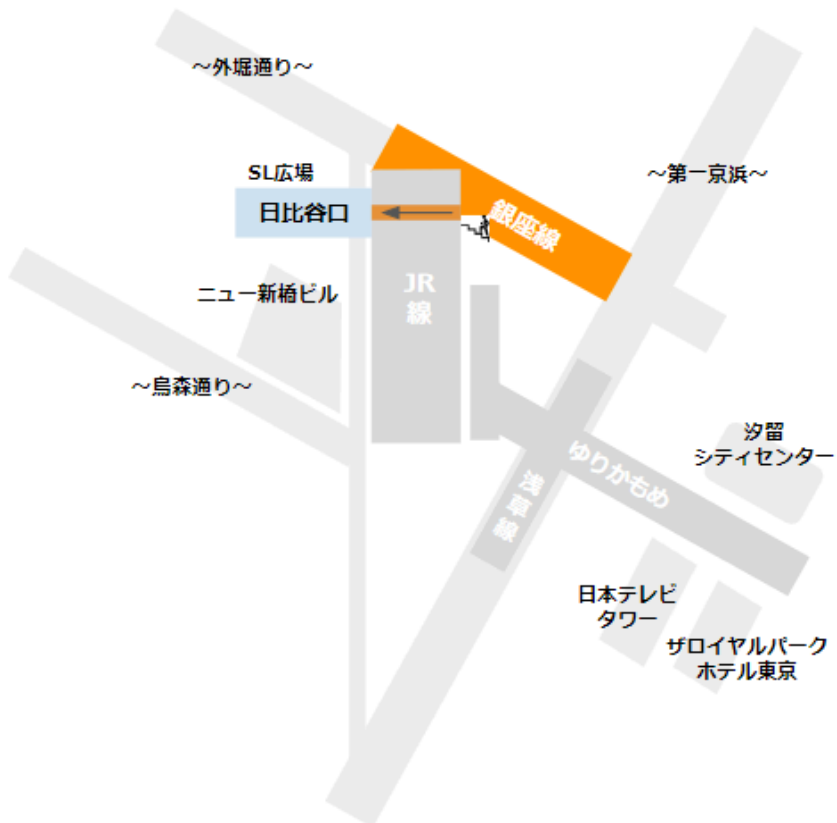 ～外堀通り～
SL広場
～第一京浜～
日比谷口
銀座線
JR
線
ニュー新橋ビル
～烏森通り～
汐留
シティセンター
ゆりかもめ
浅草線
日本テレビ
タワー
ザロイヤルパーク
ホテル東京